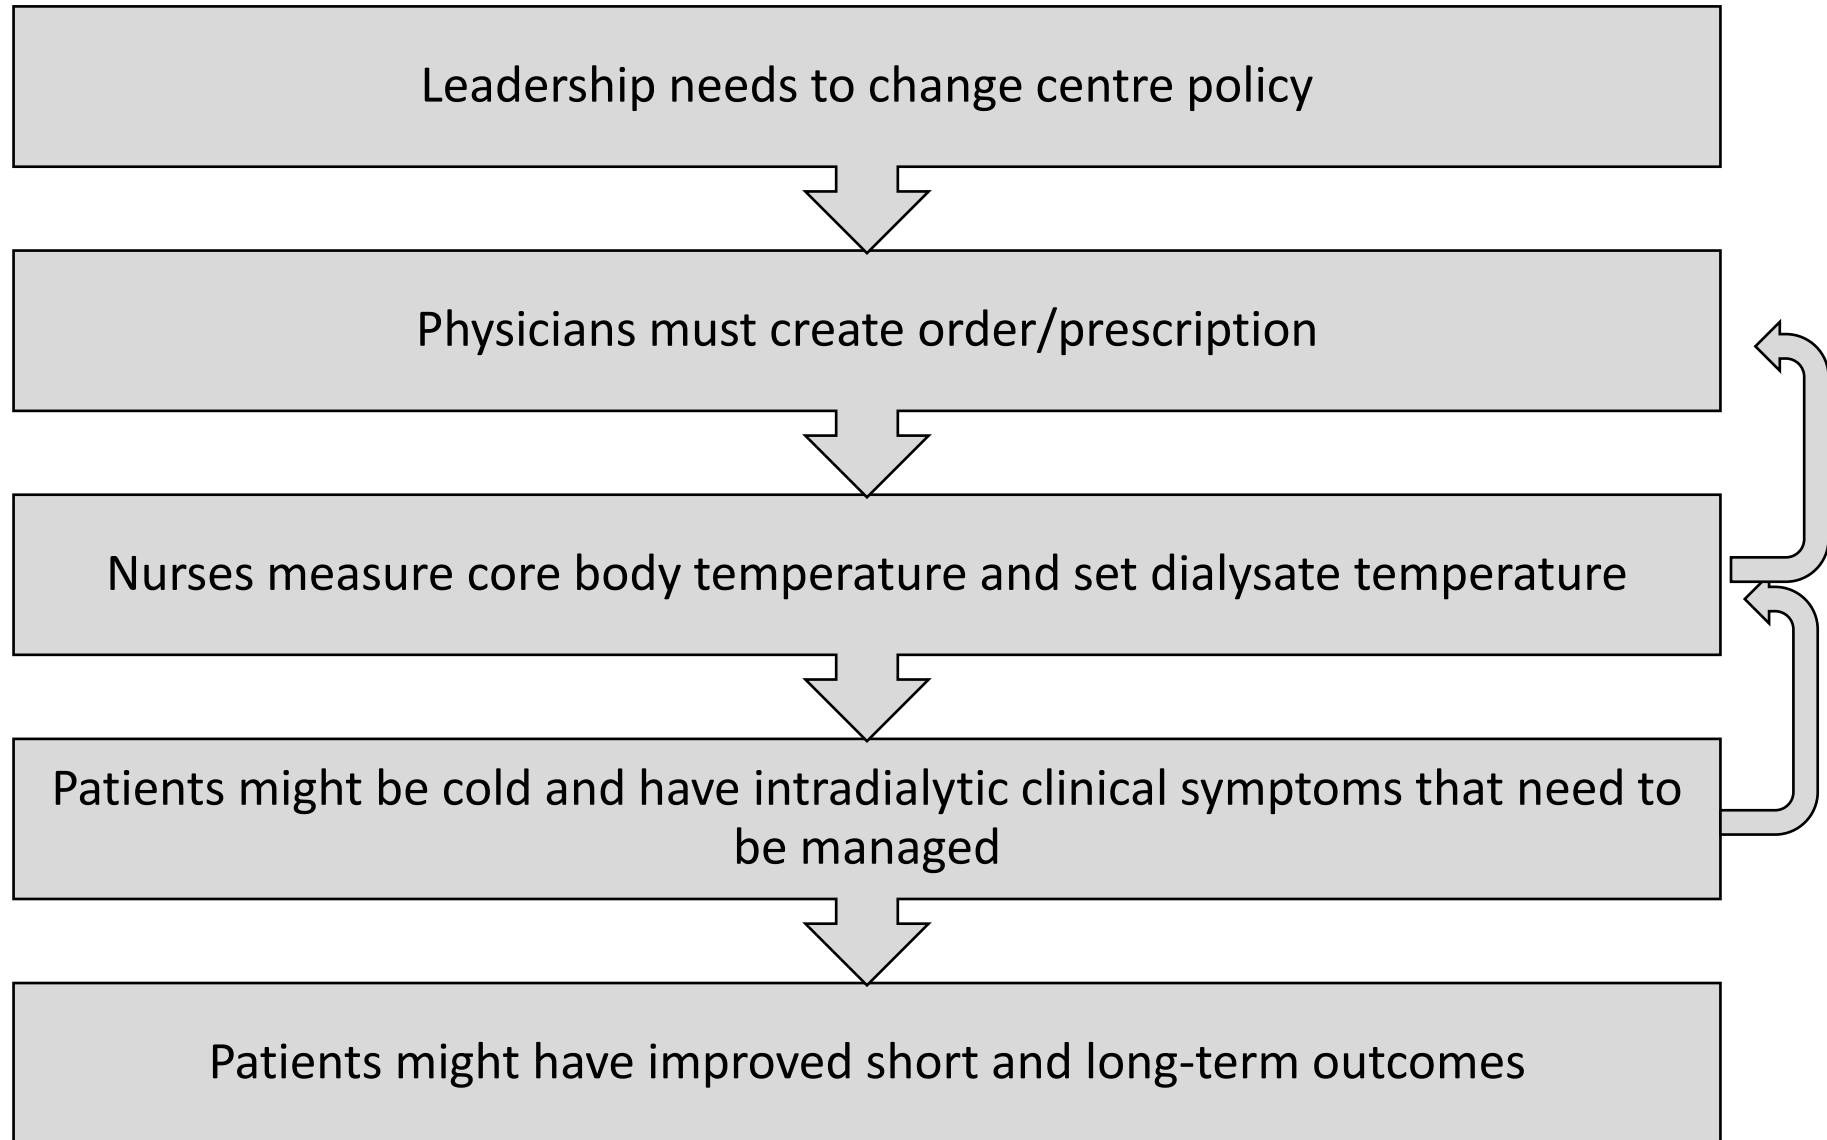 Leadership needs to change centre policy
Physicians must create order/prescription
Nurses measure core body temperature and set dialysate temperature
Patients might be cold and have intradialytic clinical symptoms that need to
be managed
Patients might have improved short and long-term outcomes